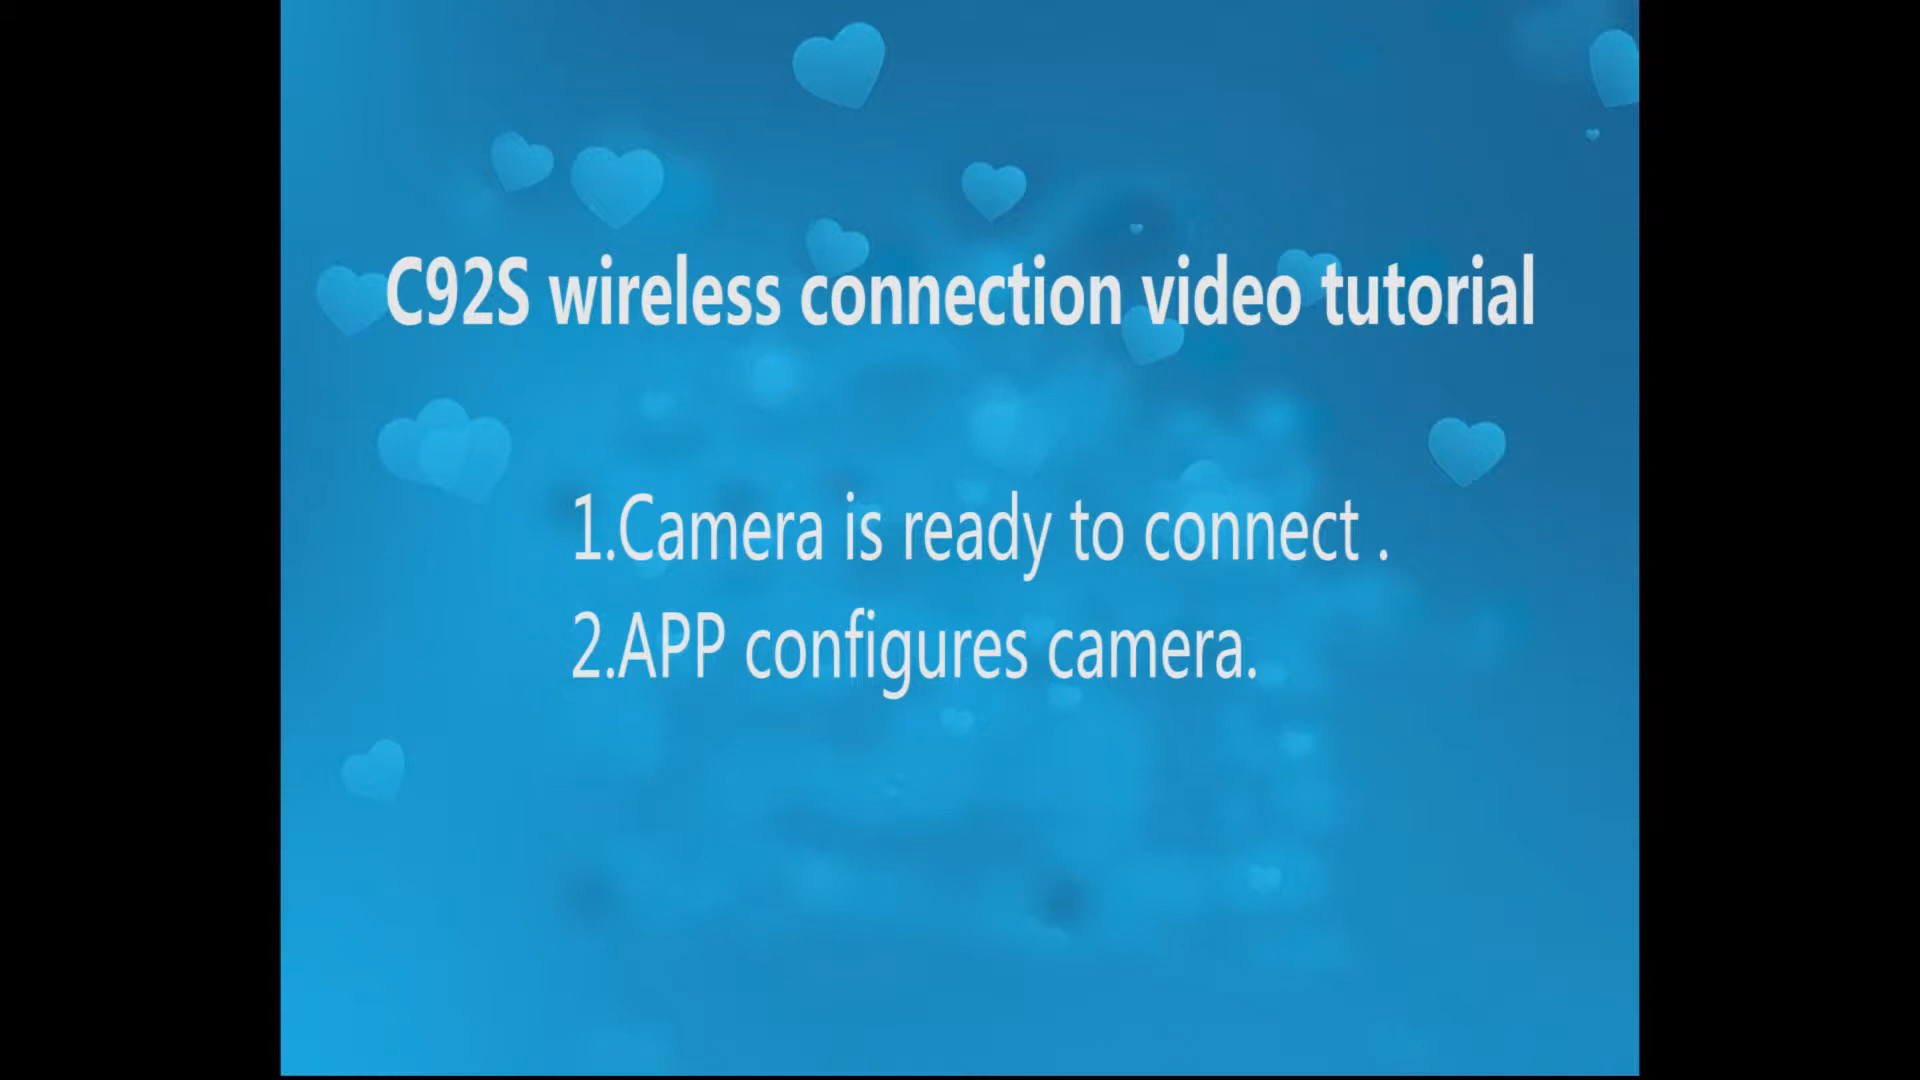 C92S wireless connection video tutorial
1.Camera is ready to connect .
2.APP configures camera.